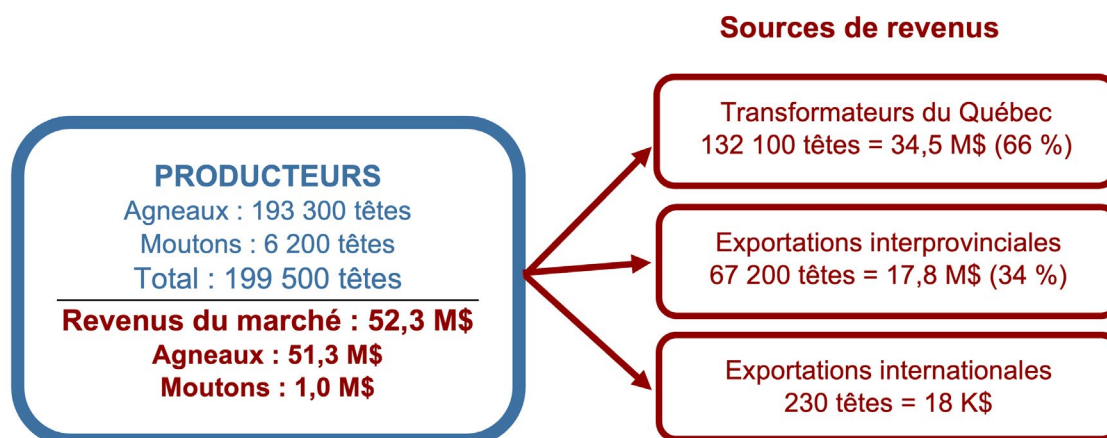 Sources de revenus
PRODUCTEURS
Agneaux : 193 300 têtes
Moutons : 6 200 têtes
Total : 199 500 têtes
Revenus du marché : 52,3 M$
Agneaux : 51,3 M$
Moutons : 1,0 M$
Transformateurs du Québec
132 100 têtes = 34,5 M$ (66 %)
Exportations interprovinciales
67 200 têtes = 17,8 M$ (34 %)
Exportations internationales
230 têtes = 18 K$